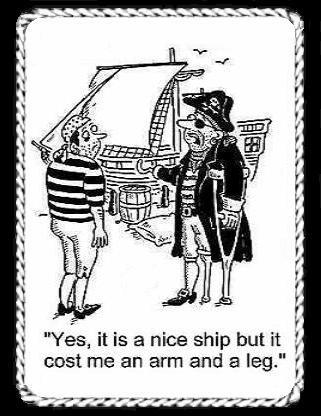 "Yes, it is a nice ship but it
cost me an arm and a leg."